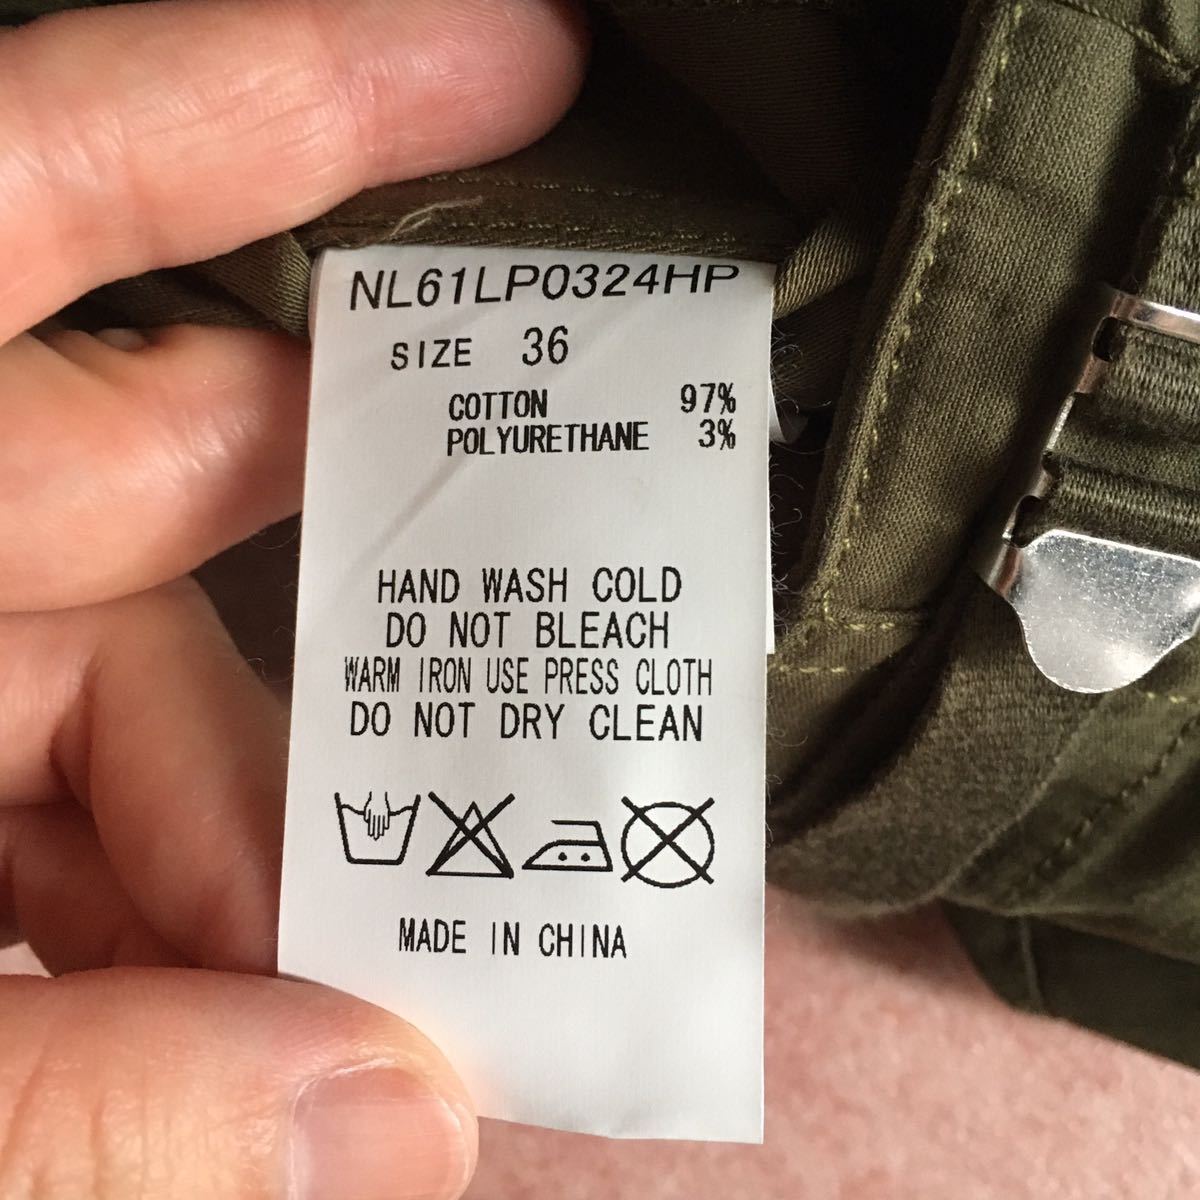 NL61LP0324HP
SIZE 36
COTTON 97%
POLYURETHANE 3%
HAND WASH COLD
DO NOT BLEACH
WARM IRON USE PRESS CLOTH
DO NOT DRY CLEAN
MADE IN CHINA